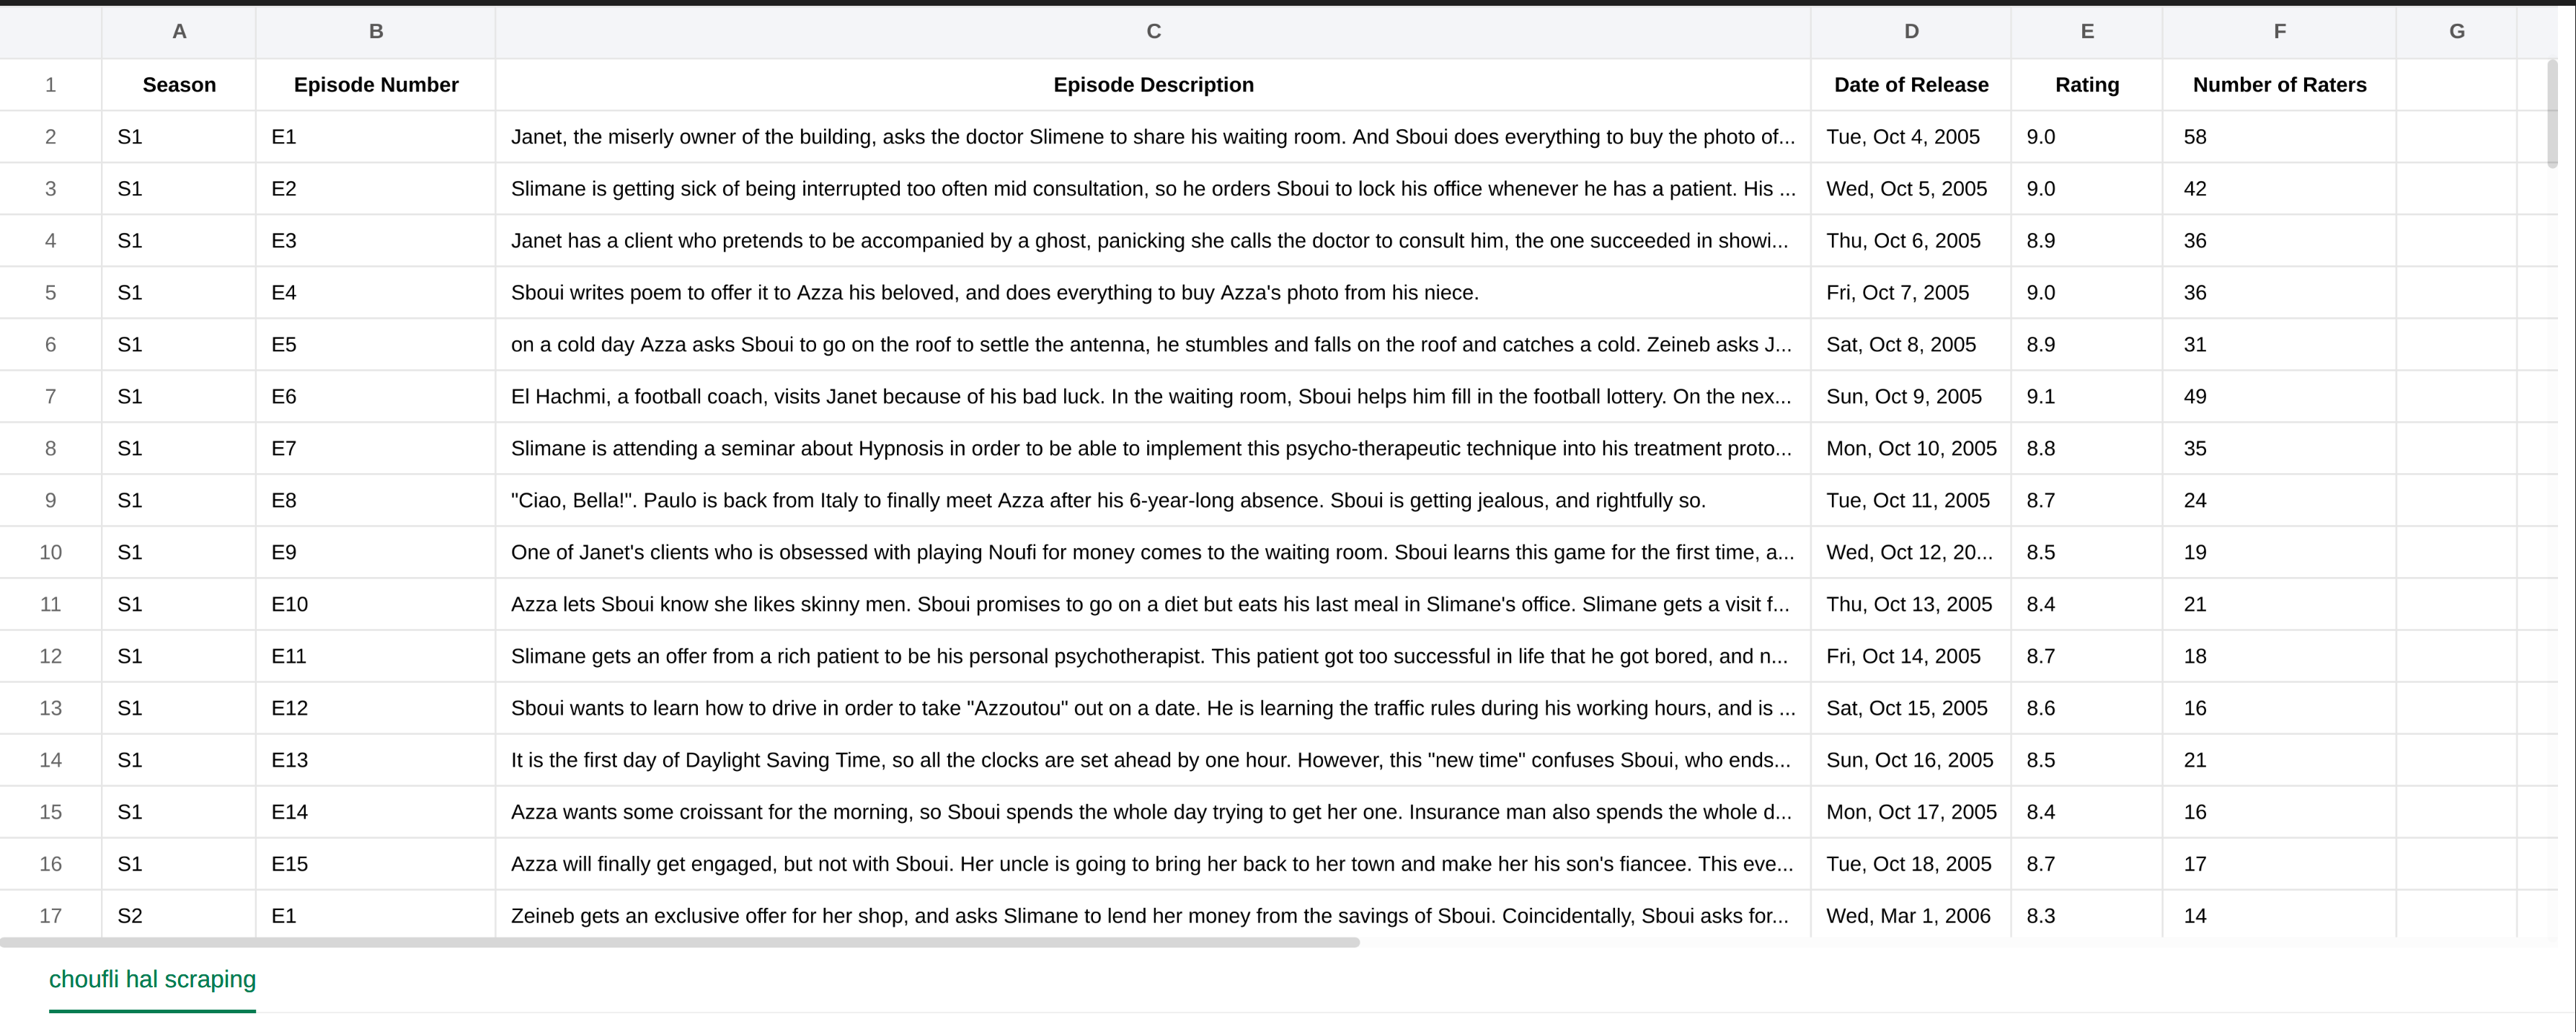 A B C D E F G
1 Season Episode Number Episode Description Date of Release Rating Number of Raters
2 S1 E1 Janet, the miserly owner of the building, asks the doctor Slimene to share his waiting room. And Sboui does everything to buy the photo of... Tue, Oct 4, 2005 9.0 58
3 S1 E2 Slimane is getting sick of being interrupted too often mid consultation, so he orders Sboui to lock his office whenever he has a patient. His ... Wed, Oct 5, 2005 9.0 42
4 S1 E3 Janet has a client who pretends to be accompanied by a ghost, panicking she calls the doctor to consult him, the one succeeded in showi... Thu, Oct 6, 2005 8.9 36
5 S1 E4 Sboui writes poem to offer it to Azza his beloved, and does everything to buy Azza's photo from his niece. Fri, Oct 7, 2005 9.0 36
6 S1 E5 on a cold day Azza asks Sboui to go on the roof to settle the antenna, he stumbles and falls on the roof and catches a cold. Zeineb asks J... Sat, Oct 8, 2005 8.9 31
7 S1 E6 El Hachmi, a football coach, visits Janet because of his bad luck. In the waiting room, Sboui helps him fill in the football lottery. On the nex... Sun, Oct 9, 2005 9.1 49
8 S1 E7 Slimane is attending a seminar about Hypnosis in order to be able to implement this psycho-therapeutic technique into his treatment proto... Mon, Oct 10, 2005 8.8 35
9 S1 E8 "Ciao, Bella!". Paulo is back from Italy to finally meet Azza after his 6-year-long absence. Sboui is getting jealous, and rightfully so. Tue, Oct 11, 2005 8.7 24
10 S1 E9 One of Janet's clients who is obsessed with playing Noufi for money comes to the waiting room. Sboui learns this game for the first time, a... Wed, Oct 12, 20... 8.5 19
11 S1 E10 Azza lets Sboui know she likes skinny men. Sboui promises to go on a diet but eats his last meal in Slimane's office. Slimane gets a visit f... Thu, Oct 13, 2005 8.4 21
12 S1 E11 Slimane gets an offer from a rich patient to be his personal psychotherapist. This patient got too successful in life that he got bored, and n... Fri, Oct 14, 2005 8.7 18
13 S1 E12 Sboui wants to learn how to drive in order to take "Azzoutou" out on a date. He is learning the traffic rules during his working hours, and is ... Sat, Oct 15, 2005 8.6 16
14 S1 E13 It is the first day of Daylight Saving Time, so all the clocks are set ahead by one hour. However, this "new time" confuses Sboui, who ends... Sun, Oct 16, 2005 8.5 21
15 S1 E14 Azza wants some croissant for the morning, so Sboui spends the whole day trying to get her one. Insurance man also spends the whole d... Mon, Oct 17, 2005 8.4 16
16 S1 E15 Azza will finally get engaged, but not with Sboui. Her uncle is going to bring her back to her town and make her his son's fiancee. This eve... Tue, Oct 18, 2005 8.7 17
17 S2 E1 Zeineb gets an exclusive offer for her shop, and asks Slimane to lend her money from the savings of Sboui. Coincidentally, Sboui asks for... Wed, Mar 1, 2006 8.3 14
choufli hal scraping